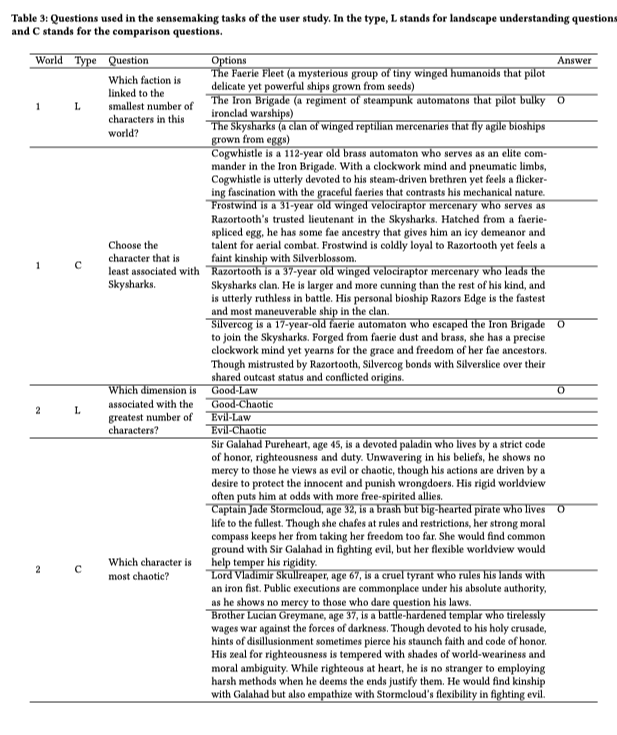 Table 3: Questions used in the sensemaking tasks of the user study. In the type, L stands for landscape understanding questions
and C stands for the comparison questions.
World Type Question Options Answer
1 L Which faction is
linked to the
smallest number of
characters in this
world?
The Faerie Fleet (a mysterious group of tiny winged humanoids that pilot
delicate yet powerful ships grown from seeds)
The Iron Brigade (a regiment of steampunk automatons that pilot bulky O
ironclad warships)
The Skysharks (a clan of winged reptilian mercenaries that fly agile bioships
grown from eggs)
1 C Choose the
character that is
least associated with
Skysharks.
Cogwhistle is a 112-year old brass automaton who serves as an elite com-
mander in the Iron Brigade. With a clockwork mind and pneumatic limbs,
Cogwhistle is utterly devoted to his steam-driven brethren yet feels a flicker-
ing fascination with the graceful faeries that contrasts his mechanical nature.
Frostwind is a 31-year old winged velociraptor mercenary who serves as
Razortooth's trusted lieutenant in the Skysharks. Hatched from a faerie-
spliced egg, he has some fae ancestry that gives him an icy demeanor and
talent for aerial combat. Frostwind is coldly loyal to Razortooth yet feels a
faint kinship with Silverblossom.
Razortooth is a 37-year old winged velociraptor mercenary who leads the
Skysharks clan. He is larger and more cunning than the rest of his kind, and
is utterly ruthless in battle. His personal bioship Razors Edge is the fastest
and most maneuverable ship in the clan.
Silvercog is a 17-year-old faerie automaton who escaped the Iron Brigade O
to join the Skysharks. Forged from faerie dust and brass, she has a precise
clockwork mind yet yearns for the grace and freedom of her fae ancestors.
Though mistrusted by Razortooth, Silvercog bonds with Silverslice over their
shared outcast status and conflicted origins.
2 L Which dimension is
associated with the
greatest number of
characters?
Good-Law O
Good-Chaotic
Evil-Law
Evil-Chaotic
2 C Which character is
most chaotic?
Sir Galahad Pureheart, age 45, is a devoted paladin who lives by a strict code
of honor, righteousness and duty. Unwavering in his beliefs, he shows no
mercy to those he views as evil or chaotic, though his actions are driven by a
desire to protect the innocent and punish wrongdoers. His rigid worldview
often puts him at odds with more free-spirited allies.
Captain Jade Stormcloud, age 32, is a brash but big-hearted pirate who lives O
life to the fullest. Though she chafes at rules and restrictions, her strong moral
compass keeps her from taking her freedom too far. She would find common
ground with Sir Galahad in fighting evil, but her flexible worldview would
help temper his rigidity.
Lord Vladimir Skullreaper, age 67, is a cruel tyrant who rules his lands with
an iron fist. Public executions are commonplace under his absolute authority,
as he shows no mercy to those who dare question his laws.
Brother Lucian Greymane, age 37, is a battle-hardened templar who tirelessly
wages war against the forces of darkness. Though devoted to his holy crusade,
hints of disillusionment sometimes pierce his staunch faith and code of honor.
His zeal for righteousness is tempered with shades of world-weariness and
moral ambiguity. While righteous at heart, he is no stranger to employing
harsh methods when he deems the ends justify them. He would find kinship
with Galahad but also empathize with Stormcloud's flexibility in fighting evil.